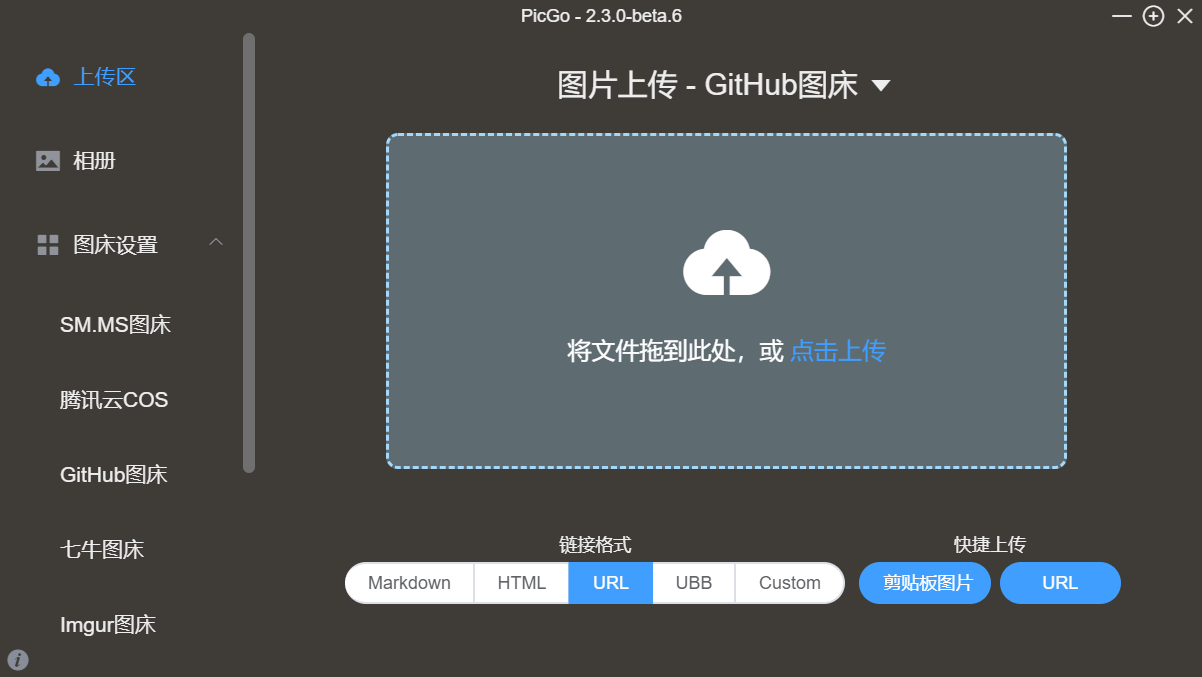 PicGo - 2.3.0-beta.6
上传区
相册
图床设置
SM.MS图床
腾讯云COS
GitHub图床
七牛图床
Imgur图床
图片上传 - GitHub图床
将文件拖到此处，或 点击上传
链接格式
Markdown HTML URL UBB Custom
快捷上传
剪贴板图片 URL